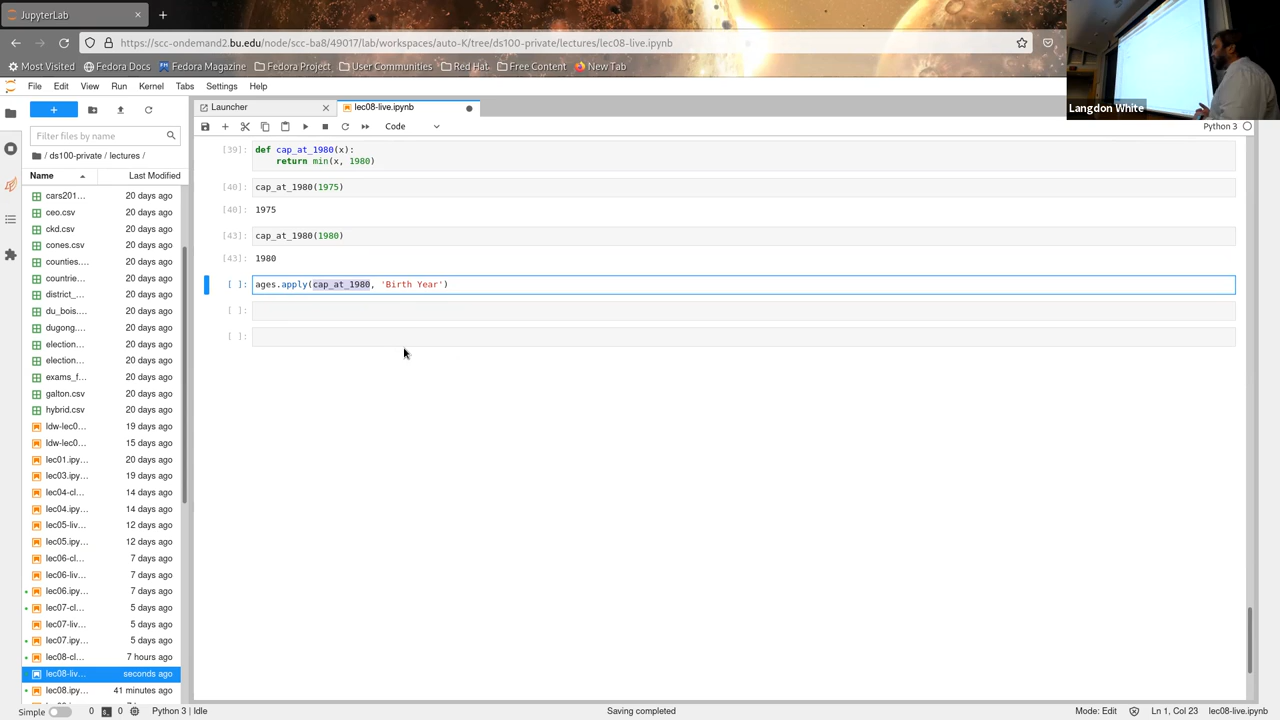 JupyterLab
https://scc-ondemand2.bu.edu/node/scc-ba8/49017/lab/workspaces/auto-K/tree/ds100-private/lectures/lec08-live.ipynb
Most Visited Fedora Docs Fedora Magazine Fedora Project User Communities Red Hat Free Content New Tab
Langdon White
File Edit View Run Kernel Tabs Settings Help
Launcher lec08-live.ipynb
Code Python 3
Filter files by name
/ ds100-private / lectures /
Name Last Modified
cars201... 20 days ago
ceo.csv 20 days ago
ckd.csv 20 days ago
cones.csv 20 days ago
counties.... 20 days ago
countrie... 20 days ago
district_... 20 days ago
du_bois.... 20 days ago
dugong.... 20 days ago
election... 20 days ago
election... 20 days ago
exams_f... 20 days ago
galton.csv 20 days ago
hybrid.csv 20 days ago
ldw-lec0... 19 days ago
ldw-lec0... 15 days ago
lec01.ipy... 20 days ago
lec03.ipy... 19 days ago
lec04-cl... 14 days ago
lec04.ipy... 14 days ago
lec05-liv... 12 days ago
lec05.ipy... 12 days ago
lec06-cl... 7 days ago
lec06-liv... 7 days ago
lec06.ipy... 7 days ago
lec07-cl... 5 days ago
lec07-liv... 5 days ago
lec07.ipy... 5 days ago
lec08-cl... 7 hours ago
lec08-liv... seconds ago
lec08.ipy... 41 minutes ago
[39]: def cap_at_1980(x):
return min(x, 1980)
[40]: cap_at_1980(1975)
[40]: 1975
[43]: cap_at_1980(1980)
[43]: 1980
[ ]: ages.apply(cap_at_1980, 'Birth Year')
[ ]:
[ ]:
Simple 0 0 Python 3 | Idle Saving completed Mode: Edit Ln 1, Col 23 lec08-live.ipynb